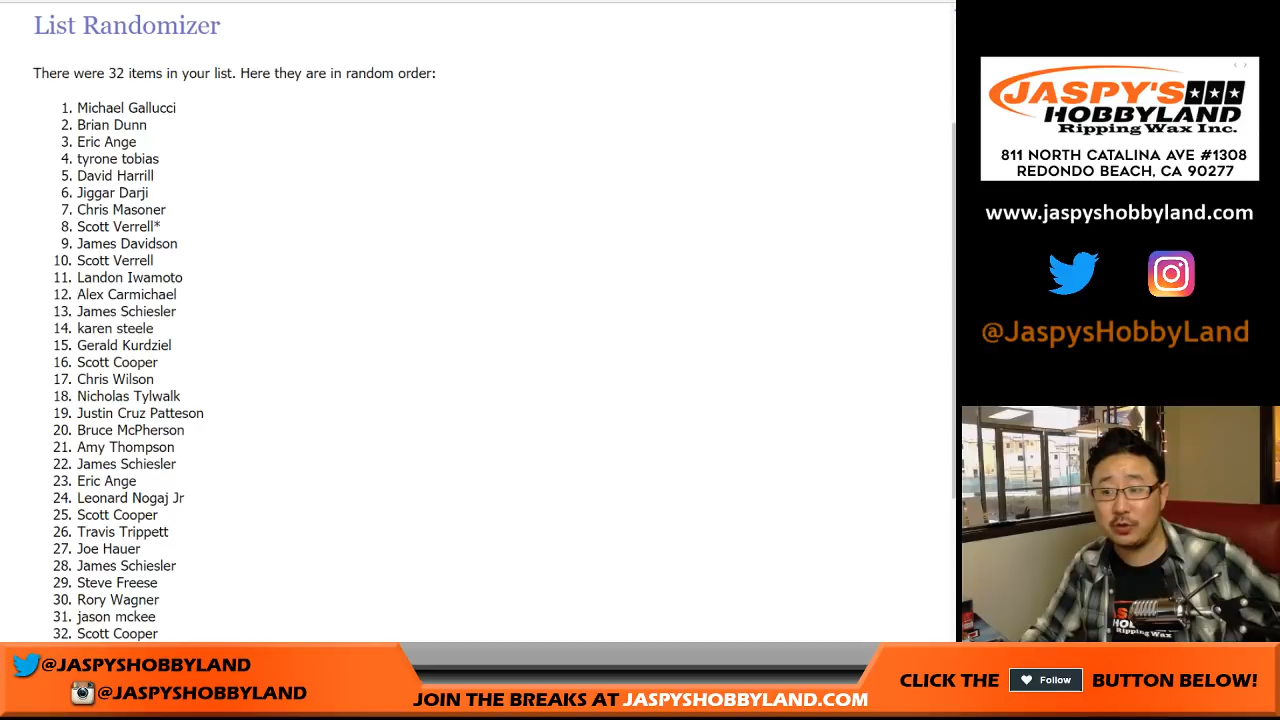 List Randomizer
There were 32 items in your list. Here they are in random order:
1. Michael Gallucci
2. Brian Dunn
3. Eric Ange
4. tyrone tobias
5. David Harrill
6. Jiggar Darji
7. Chris Masoner
8. Scott Verrell*
9. James Davidson
10. Scott Verrell
11. Landon Iwamoto
12. Alex Carmichael
13. James Schiesler
14. karen steele
15. Gerald Kurdziel
16. Scott Cooper
17. Chris Wilson
18. Nicholas Tylwalk
19. Justin Cruz Patteson
20. Bruce McPherson
21. Amy Thompson
22. James Schiesler
23. Eric Ange
24. Leonard Nogaj Jr
25. Scott Cooper
26. Travis Trippett
27. Joe Hauer
28. James Schiesler
29. Steve Freese
30. Rory Wagner
31. jason mckee
32. Scott Cooper
JASPY'S
HOBBYLAND
Ripping Wax Inc.
811 NORTH CATALINA AVE #1308
REDONDO BEACH, CA 90277
www.jaspyshobbyland.com
@JaspysHobbyLand
Ripping Wax
@JASPYSHOBBYLAND
@JASPYSHOBBYLAND
JOIN THE BREAKS AT JASPYSHOBBYLAND.COM
CLICK THE Follow BUTTON BELOW!